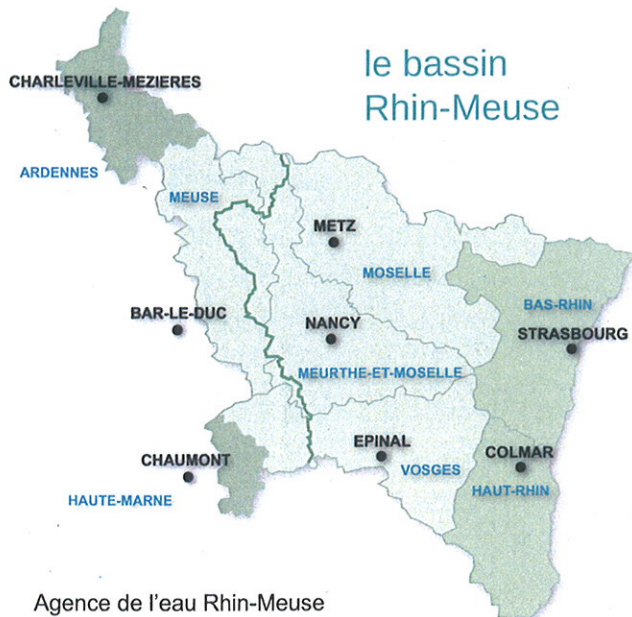 le bassin
Rhin-Meuse
CHARLEVILLE-MEZIERES
ARDENNES
MEUSE
METZ
MOSELLE
BAS-RHIN
BAR-LE-DUC
NANCY
STRASBOURG
MEURTHE-ET-MOSELLE
EPINAL
CHAUMONT
VOSGES
COLMAR
HAUTE-MARNE
HAUT-RHIN
Agence de l'eau Rhin-Meuse